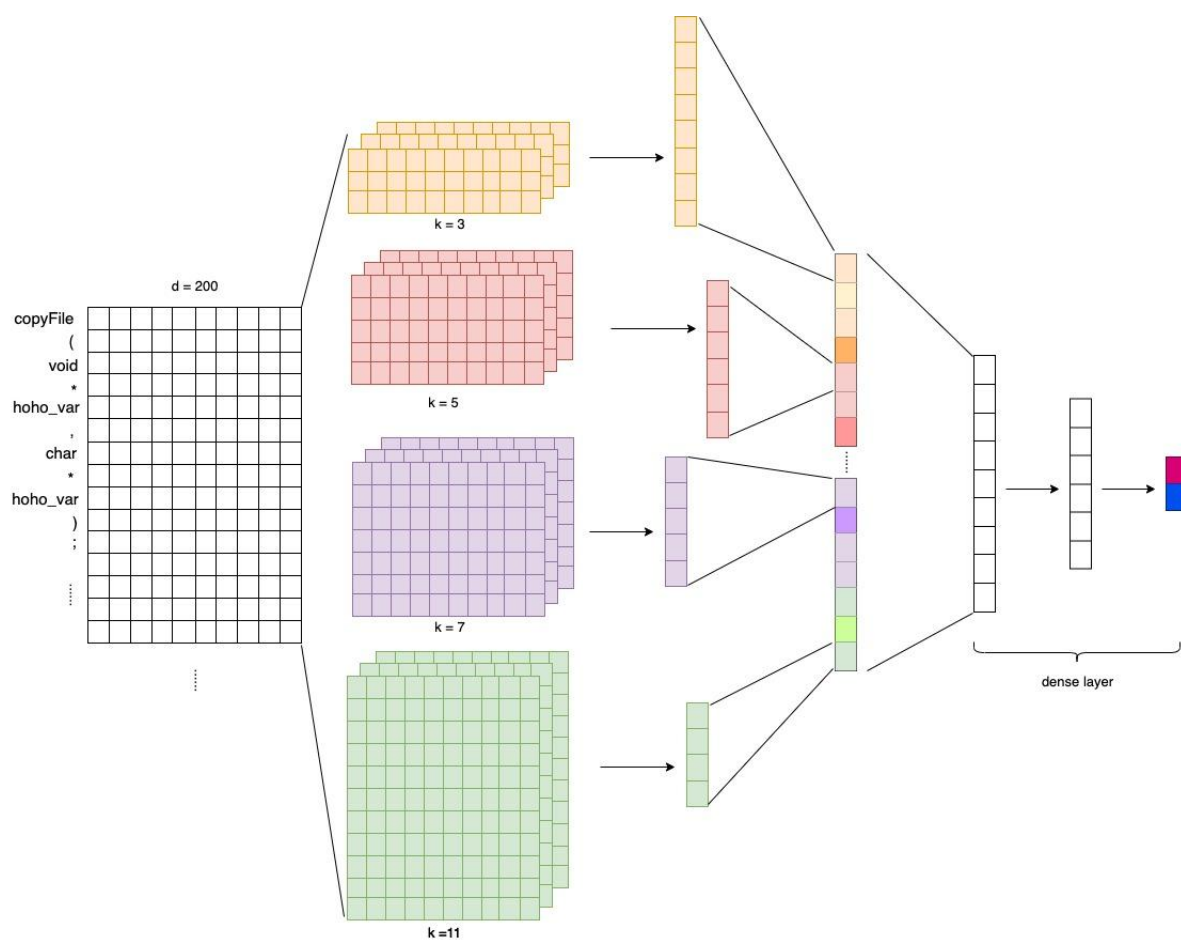 d = 200
copyFile
(
void
*
hoho_var
,
char
*
hoho_var
)
;
k = 3
k = 5
k = 7
k =11
dense layer